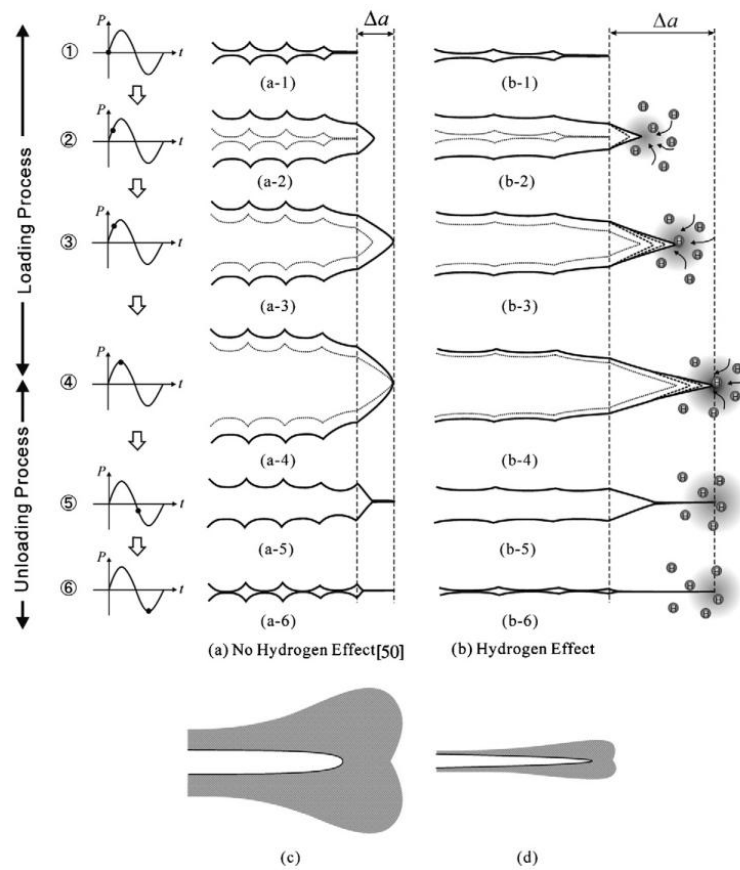 Δa
Δa
Loading Process
Unloading Process
① P t
(a-1)
(b-1)
② P t
H H H H H H
(a-2)
(b-2)
③ P t
H H H H H H
(a-3)
(b-3)
④ P t
H H H H H H
(a-4)
(b-4)
⑤ P t
H H H H H
(a-5)
(b-5)
⑥ P t
H H H H H H
(a-6)
(b-6)
(a) No Hydrogen Effect[50]
(b) Hydrogen Effect
(c)
(d)